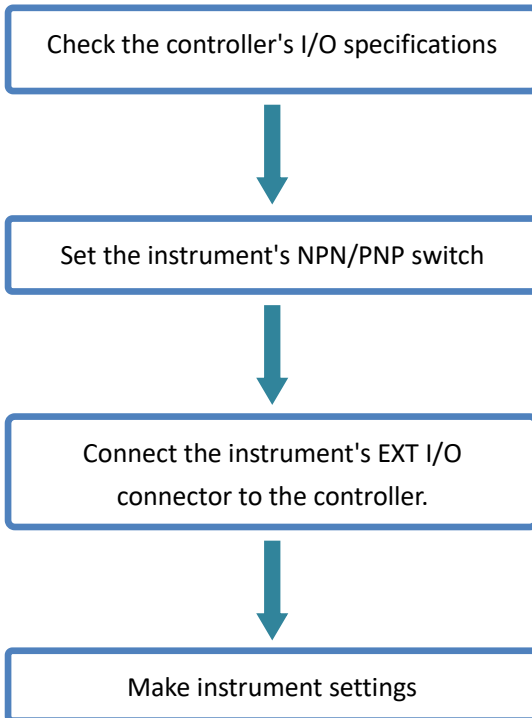 Check the controller's I/O specifications
Set the instrument's NPN/PNP switch
Connect the instrument's EXT I/O
connector to the controller.
Make instrument settings